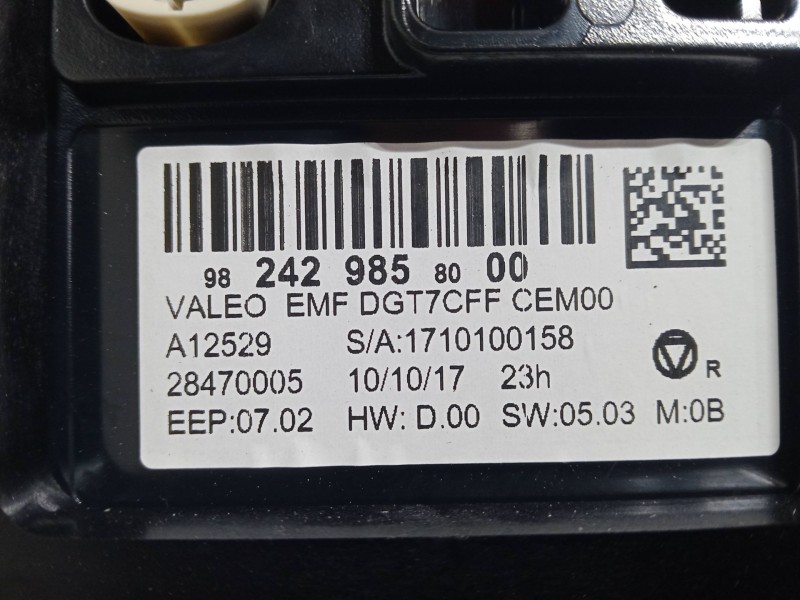 98 242 985 80 00
VALEO EMF DGT7CFF CEM00
A12529 S/A:1710100158
28470005 10/10/17 23h R
EEP:07.02 HW: D.00 SW:05.03 M:0B